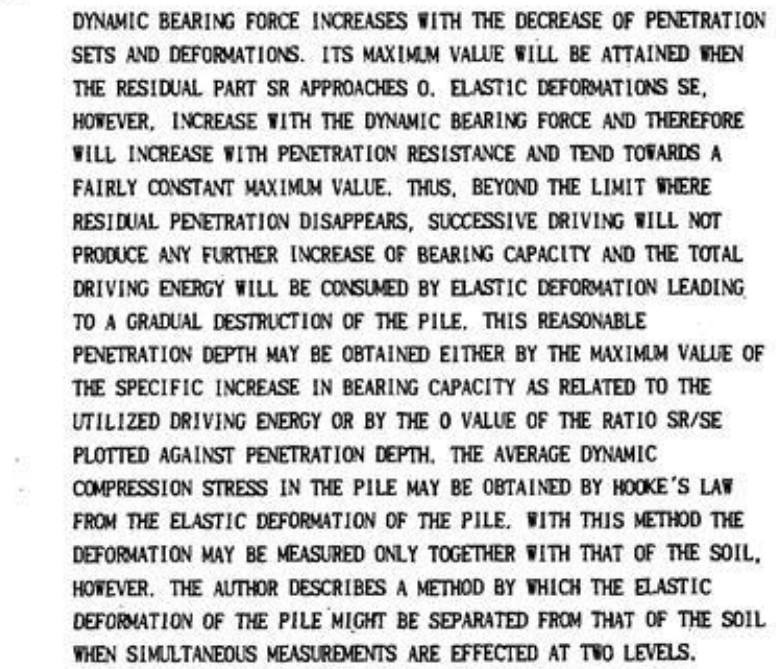 DYNAMIC BEARING FORCE INCREASES WITH THE DECREASE OF PENETRATION
SETS AND DEFORMATIONS. ITS MAXIMUM VALUE WILL BE ATTAINED WHEN
THE RESIDUAL PART SR APPROACHES 0. ELASTIC DEFORMATIONS SE,
HOWEVER, INCREASE WITH THE DYNAMIC BEARING FORCE AND THEREFORE
WILL INCREASE WITH PENETRATION RESISTANCE AND TEND TOWARDS A
FAIRLY CONSTANT MAXIMUM VALUE. THUS, BEYOND THE LIMIT WHERE
RESIDUAL PENETRATION DISAPPEARS, SUCCESSIVE DRIVING WILL NOT
PRODUCE ANY FURTHER INCREASE OF BEARING CAPACITY AND THE TOTAL
DRIVING ENERGY WILL BE CONSUMED BY ELASTIC DEFORMATION LEADING
TO A GRADUAL DESTRUCTION OF THE PILE. THIS REASONABLE
PENETRATION DEPTH MAY BE OBTAINED EITHER BY THE MAXIMUM VALUE OF
THE SPECIFIC INCREASE IN BEARING CAPACITY AS RELATED TO THE
UTILIZED DRIVING ENERGY OR BY THE 0 VALUE OF THE RATIO SR/SE
PLOTTED AGAINST PENETRATION DEPTH. THE AVERAGE DYNAMIC
COMPRESSION STRESS IN THE PILE MAY BE OBTAINED BY HOOKE'S LAW
FROM THE ELASTIC DEFORMATION OF THE PILE. WITH THIS METHOD THE
DEFORMATION MAY BE MEASURED ONLY TOGETHER WITH THAT OF THE SOIL,
HOWEVER. THE AUTHOR DESCRIBES A METHOD BY WHICH THE ELASTIC
DEFORMATION OF THE PILE MIGHT BE SEPARATED FROM THAT OF THE SOIL
WHEN SIMULTANEOUS MEASUREMENTS ARE EFFECTED AT TWO LEVELS.